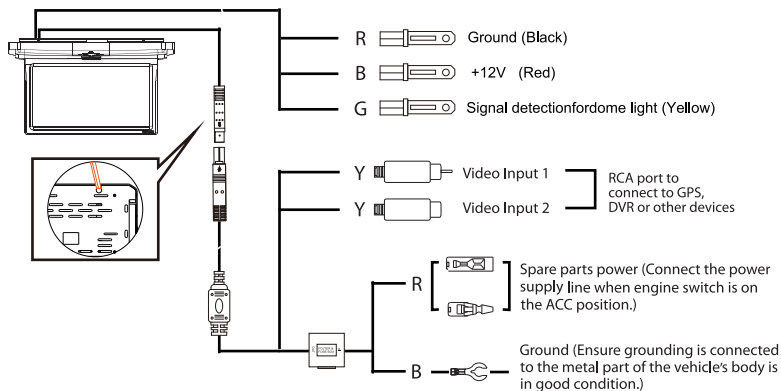 R Ground (Black)
B +12V (Red)
G Signal detectionfordome light (Yellow)
Y Video Input 1
Y Video Input 2
RCA port to
connect to GPS,
DVR or other devices
R
Spare parts power (Connect the power
supply line when engine switch is on
the ACC position.)
B
Ground (Ensure grounding is connected
to the metal part of the vehicle's body is
in good condition.)